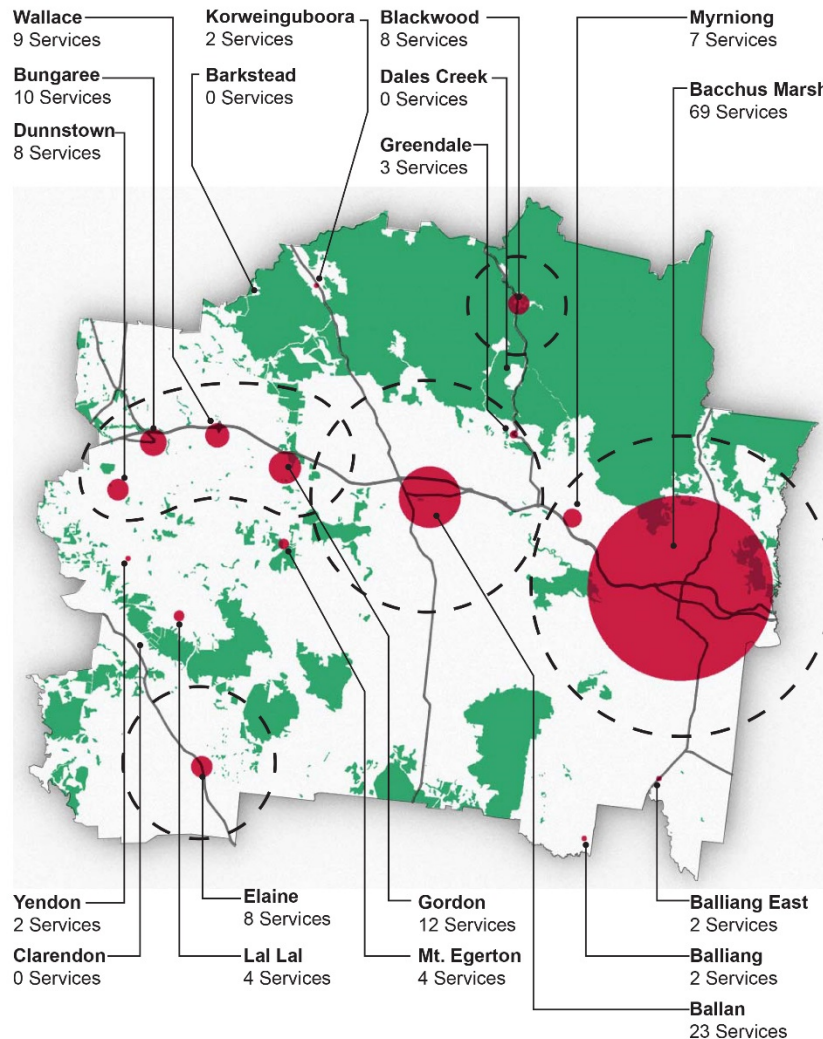 Wallace
9 Services
Korweinguboora
2 Services
Blackwood
8 Services
Myrniong
7 Services
Bungaree
10 Services
Barkstead
0 Services
Dales Creek
0 Services
Bacchus Marsh
69 Services
Dunnstown
8 Services
Greendale
3 Services
Yendon
2 Services
Elaine
8 Services
Gordon
12 Services
Balliang East
2 Services
Clarendon
0 Services
Lal Lal
4 Services
Mt. Egerton
4 Services
Balliang
2 Services
Ballan
23 Services